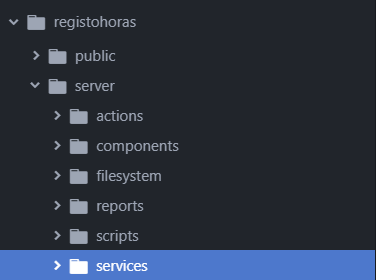 registohoras
public
server
actions
components
filesystem
reports
scripts
services